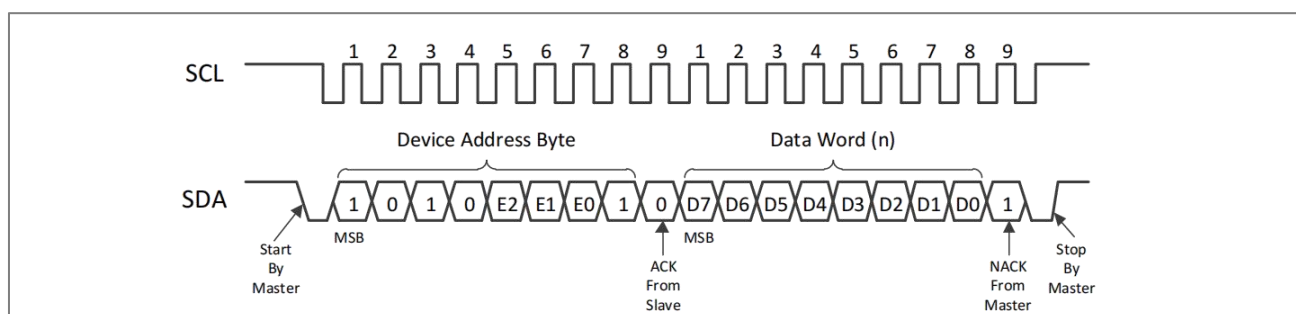 1 2 3 4 5 6 7 8 9 1 2 3 4 5 6 7 8 9
SCL
Device Address Byte Data Word (n)
SDA 1 0 1 0 E2 E1 E0 1 0 D7 D6 D5 D4 D3 D2 D1 D0 1
MSB MSB
Start
By
Master
ACK
From
Slave
NACK
From
Master
Stop
By
Master